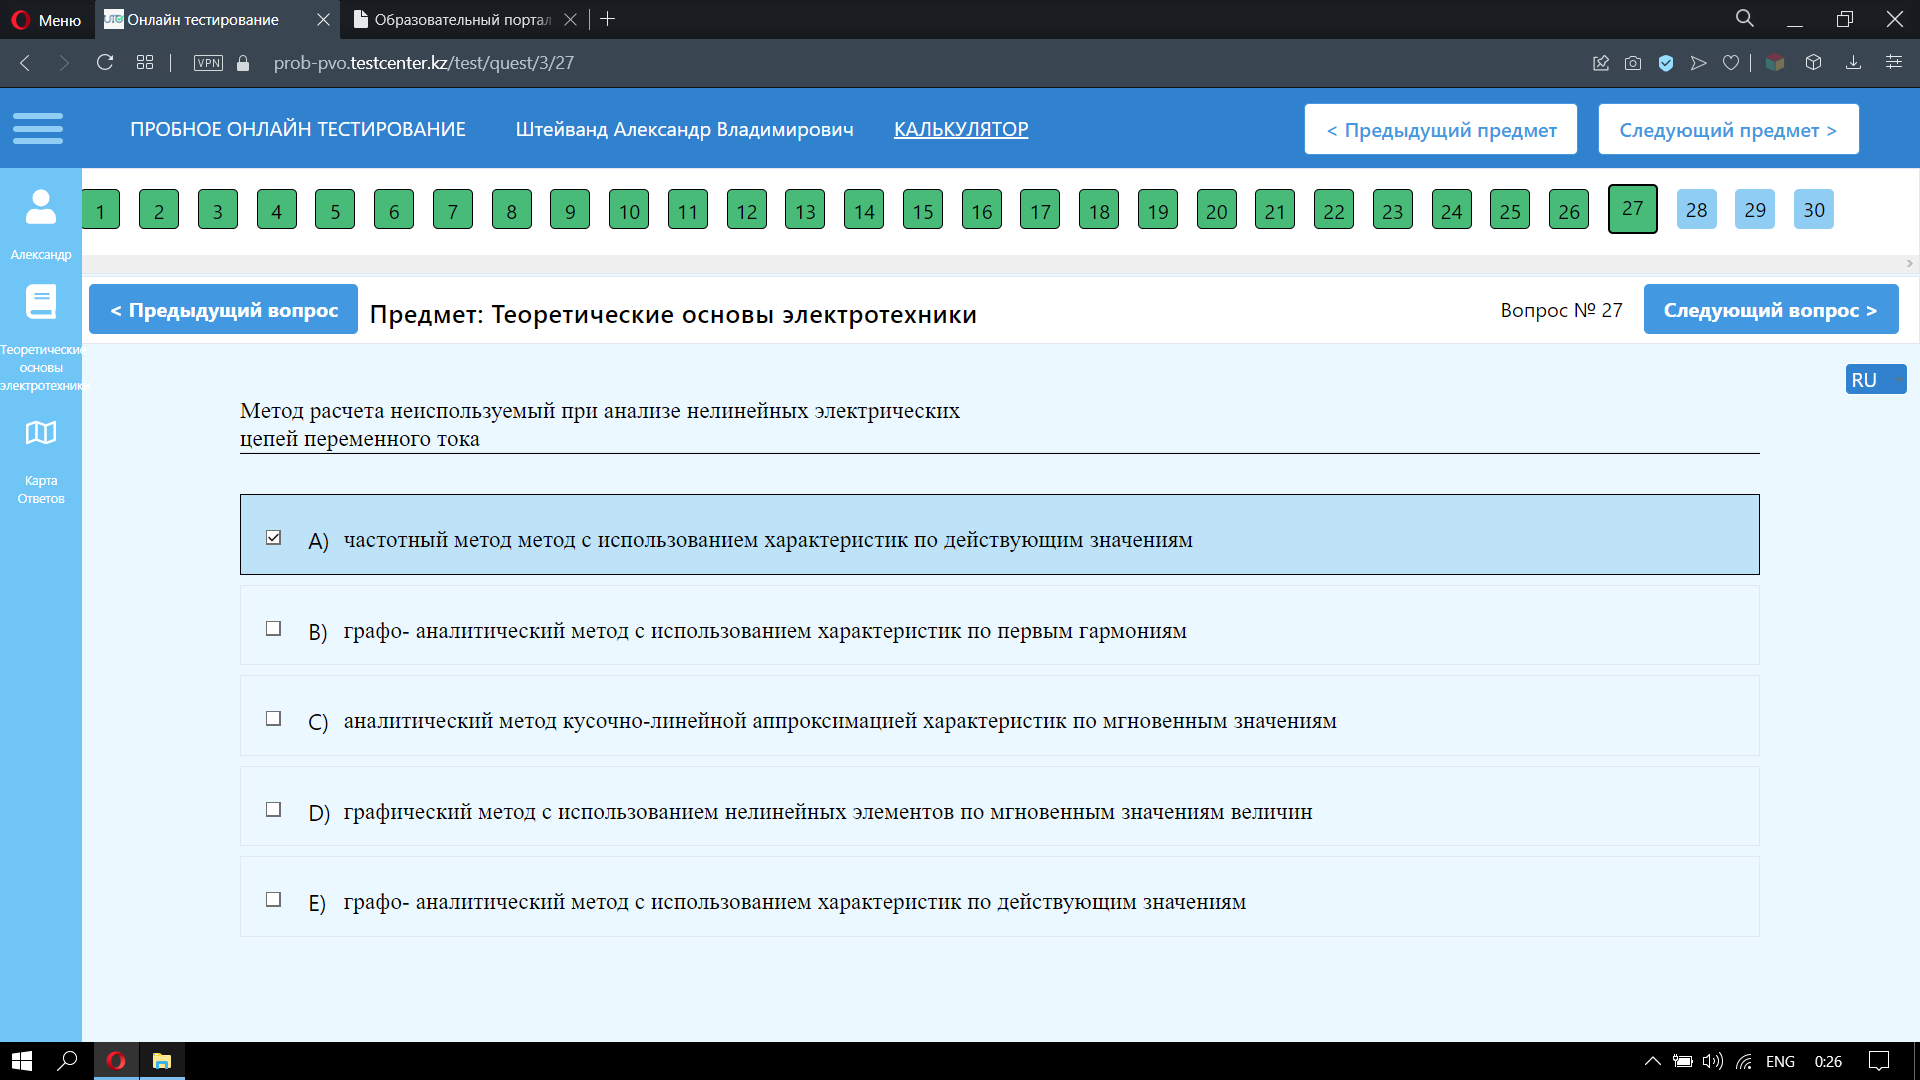 Меню
Онлайн тестирование
Образовательный портал
VPN
prob-pvo.testcenter.kz/test/quest/3/27
ПРОБНОЕ ОНЛАЙН ТЕСТИРОВАНИЕ
Штейванд Александр Владимирович
КАЛЬКУЛЯТОР
< Предыдущий предмет
Следующий предмет >
1 2 3 4 5 6 7 8 9 10 11 12 13 14 15 16 17 18 19 20 21 22 23 24 25 26 27 28 29 30
Александр
Теоретические
основы
электротехники
Карта
Ответов
< Предыдущий вопрос
Предмет: Теоретические основы электротехники
Вопрос № 27
Следующий вопрос >
RU
Метод расчета неиспользуемый при анализе нелинейных электрических
цепей переменного тока
A) частотный метод метод с использованием характеристик по действующим значениям
B) графо- аналитический метод с использованием характеристик по первым гармониям
C) аналитический метод кусочно-линейной аппроксимацией характеристик по мгновенным значениям
D) графический метод с использованием нелинейных элементов по мгновенным значениям величин
E) графо- аналитический метод с использованием характеристик по действующим значениям
ENG
0:26